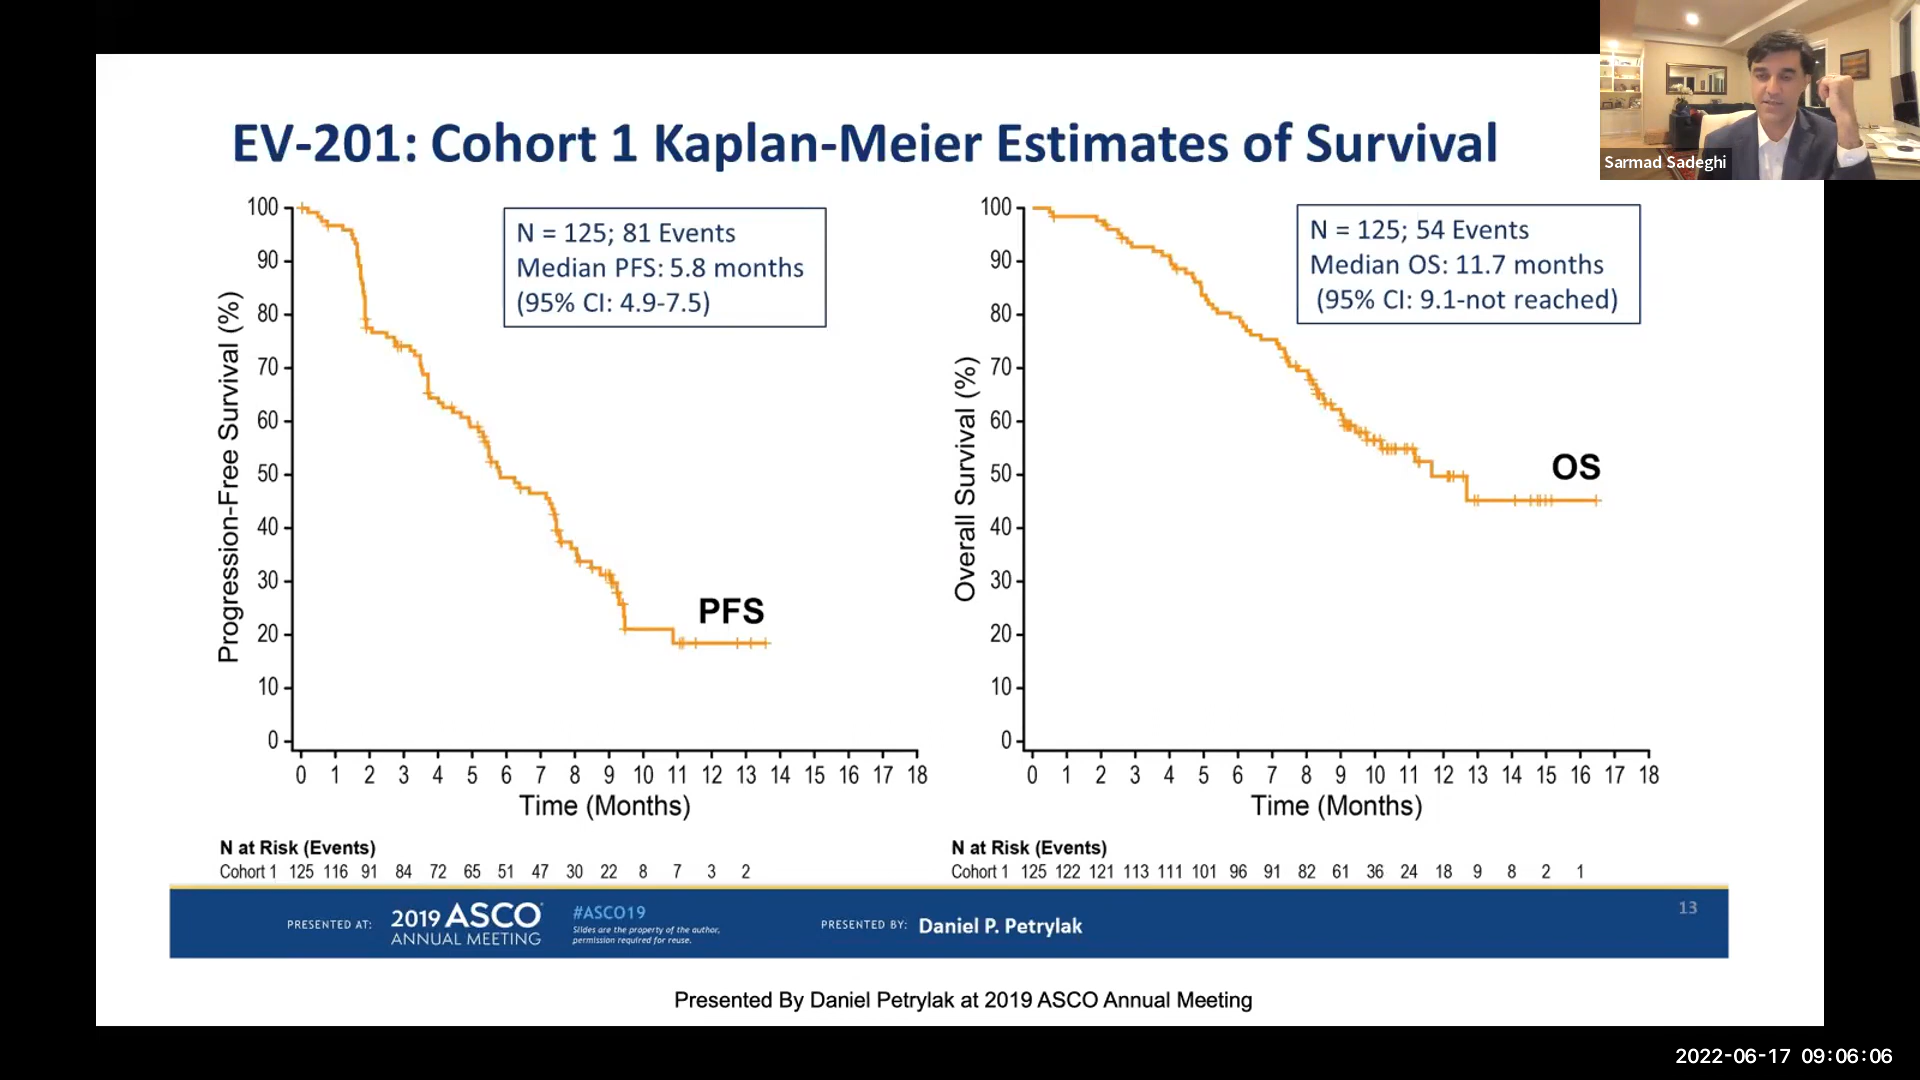 Sarmad Sadeghi
EV-201: Cohort 1 Kaplan-Meier Estimates of Survival
N = 125; 81 Events
Median PFS: 5.8 months
(95% CI: 4.9-7.5)
Progression-Free Survival (%)
100
90
80
70
60
50
40
30
20
10
0
PFS
0 1 2 3 4 5 6 7 8 9 10 11 12 13 14 15 16 17 18
Time (Months)
N at Risk (Events)
Cohort 1 125 116 91 84 72 65 51 47 30 22 8 7 3 2
N = 125; 54 Events
Median OS: 11.7 months
(95% CI: 9.1-not reached)
Overall Survival (%)
100
90
80
70
60
50
40
30
20
10
0
OS
0 1 2 3 4 5 6 7 8 9 10 11 12 13 14 15 16 17 18
Time (Months)
N at Risk (Events)
Cohort 1 125 122 121 113 111 101 96 91 82 61 36 24 18 9 8 2 1
PRESENTED AT:
2019 ASCO
ANNUAL MEETING
#ASCO19
Slides are the property of the author,
permission required for reuse.
PRESENTED BY: Daniel P. Petrylak
13
Presented By Daniel Petrylak at 2019 ASCO Annual Meeting
2022-06-17 09:06:06